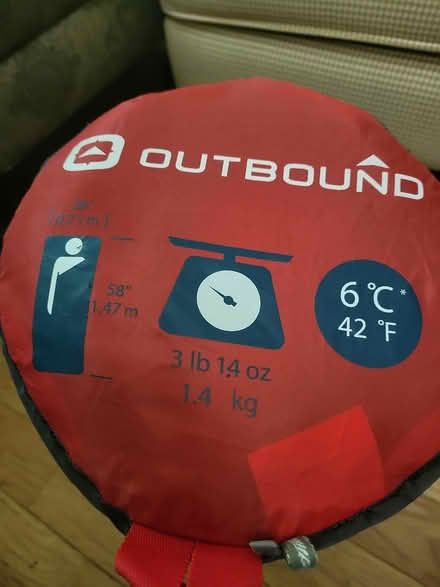 OUTBOUND
58"
1,47 m
3 lb 14 oz
1.4 kg
6 °C*
42 °F